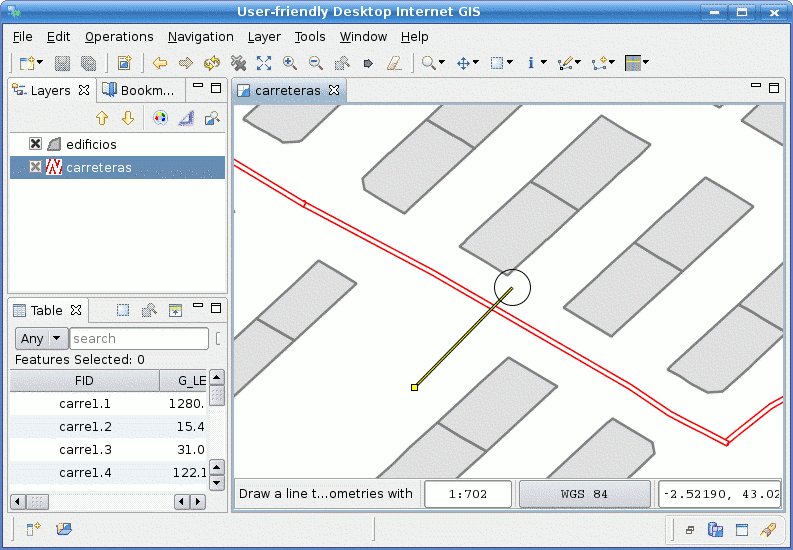 User-friendly Desktop Internet GIS
File Edit Operations Navigation Layer Tools Window Help
Layers Bookm...
carreteras
edificios
carreteras
Table
Any search
Features Selected: 0
FID G_LE
carre1.1 1280.
carre1.2 15.4
carre1.3 31.0
carre1.4 122.1
Draw a line t...ometries with 1:702 WGS 84 -2.52190, 43.02